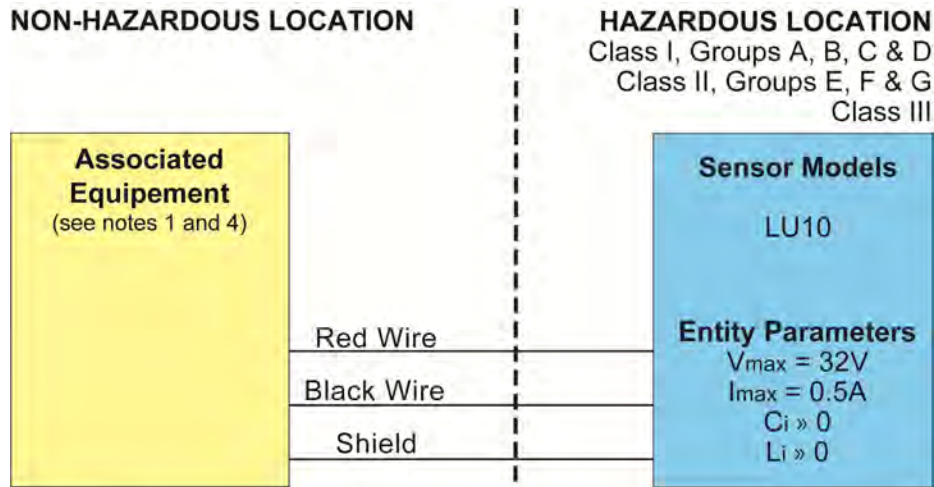 NON-HAZARDOUS LOCATION
HAZARDOUS LOCATION
Class I, Groups A, B, C & D
Class II, Groups E, F & G
Class III
Associated
Equipement
(see notes 1 and 4)
Sensor Models
LU10
Red Wire
Black Wire
Shield
Entity Parameters
Vmax = 32V
Imax = 0.5A
Ci » 0
Li » 0